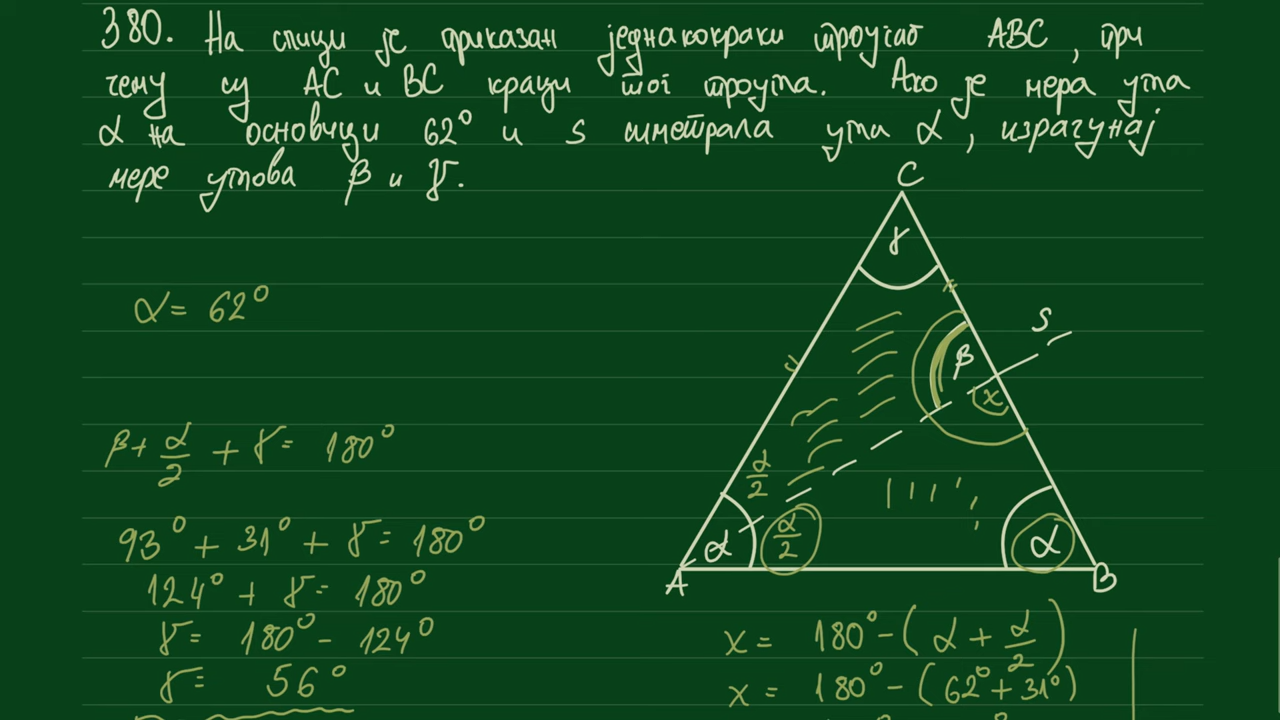 380. На слици је приказан једнакокраки троугао ABC, при
чему су AC и BC краци тог троугла. Ако је мера угла
α на основици 62° и s симетрала угла α, израчунај
мере углова β и γ.
C
γ
α = 62°
s
β
x
β + α/2 + γ = 180°
α/2
93° + 31° + γ = 180°
α
α/2
α
A
B
124° + γ = 180°
γ = 180° - 124°
γ = 56°
x = 180° - (α + α/2)
x = 180° - (62° + 31°)